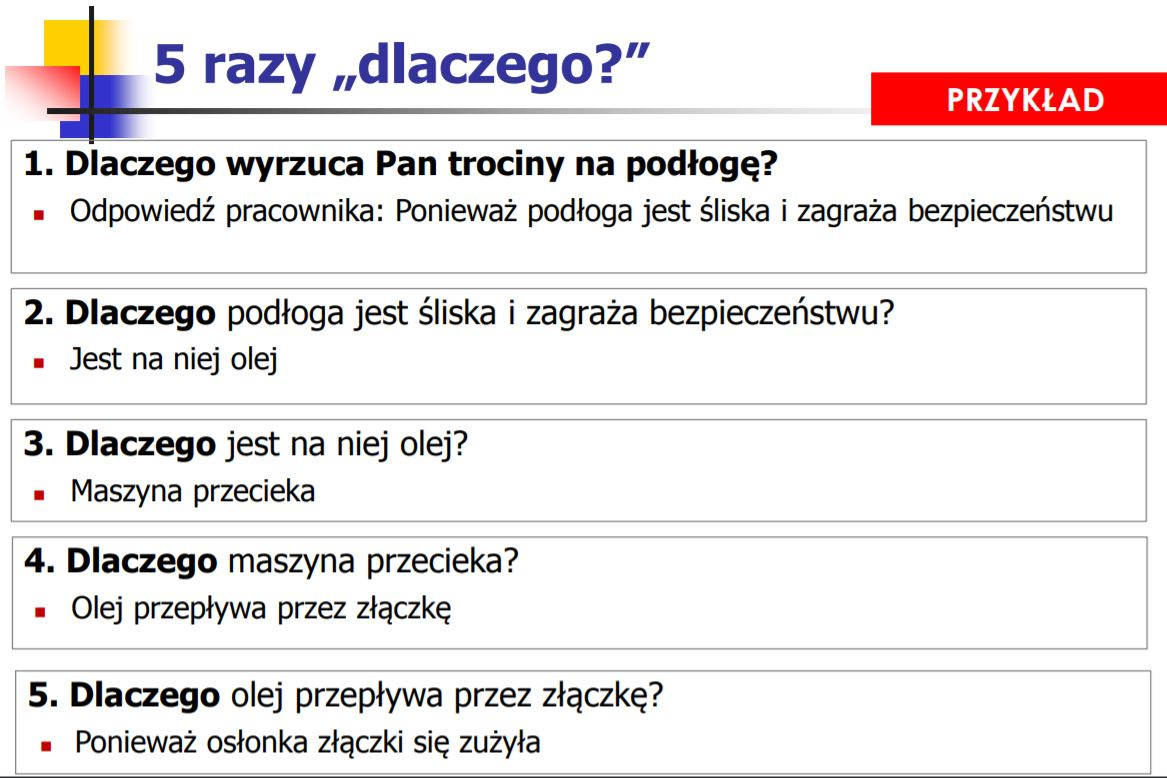 5 razy „dlaczego?”
PRZYKŁAD
1. Dlaczego wyrzuca Pan trociny na podłogę?
▪ Odpowiedź pracownika: Ponieważ podłoga jest śliska i zagraża bezpieczeństwu
2. Dlaczego podłoga jest śliska i zagraża bezpieczeństwu?
▪ Jest na niej olej
3. Dlaczego jest na niej olej?
▪ Maszyna przecieka
4. Dlaczego maszyna przecieka?
▪ Olej przepływa przez złączkę
5. Dlaczego olej przepływa przez złączkę?
▪ Ponieważ osłonka złączki się zużyła